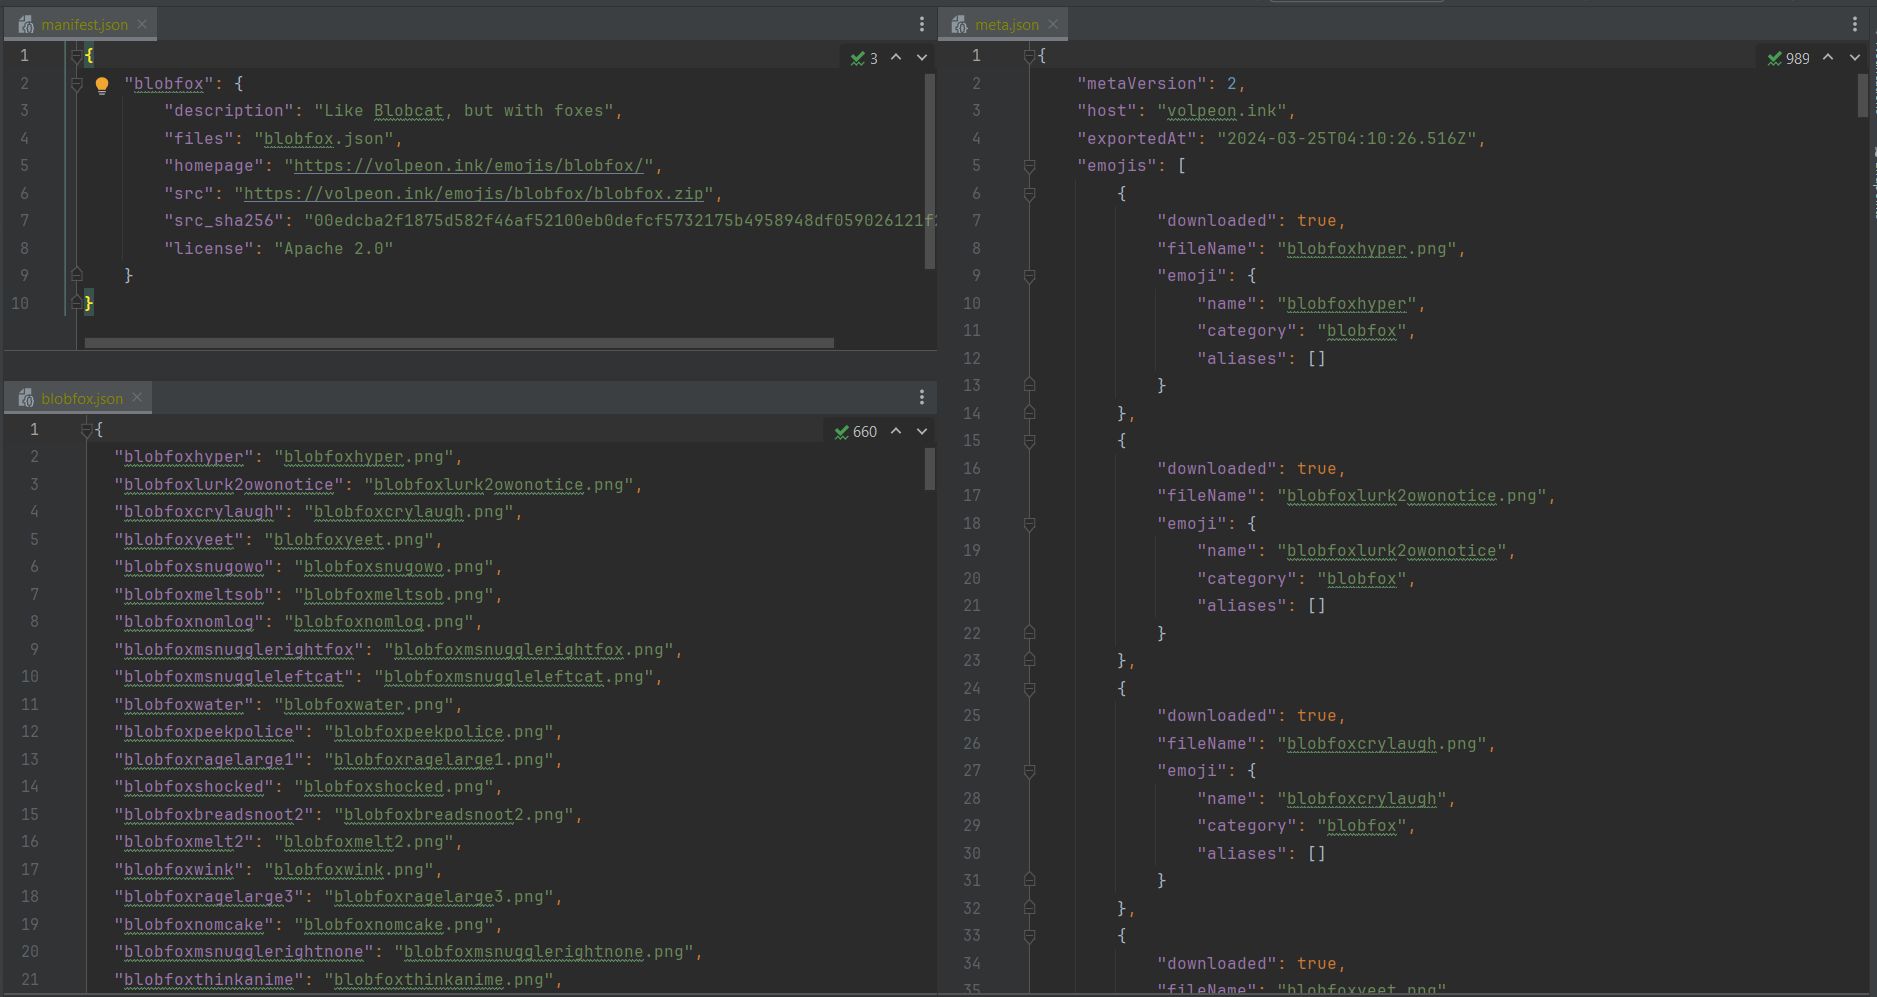 manifest.json
3
1 {
2 "blobfox": {
3 "description": "Like Blobcat, but with foxes",
4 "files": "blobfox.json",
5 "homepage": "https://volpeon.ink/emojis/blobfox/",
6 "src": "https://volpeon.ink/emojis/blobfox/blobfox.zip",
7 "src_sha256": "00edcba2f1875d582f46af52100eb0defcf5732175b4958948df059026121f
8 "license": "Apache 2.0"
9 }
10 }
blobfox.json
660
1 {
2 "blobfoxhyper": "blobfoxhyper.png",
3 "blobfoxlurk2owonotice": "blobfoxlurk2owonotice.png",
4 "blobfoxcrylaugh": "blobfoxcrylaugh.png",
5 "blobfoxyeet": "blobfoxyeet.png",
6 "blobfoxsnugowo": "blobfoxsnugowo.png",
7 "blobfoxmeltsob": "blobfoxmeltsob.png",
8 "blobfoxnomlog": "blobfoxnomlog.png",
9 "blobfoxmsnugglerightfox": "blobfoxmsnugglerightfox.png",
10 "blobfoxmsnuggleleftcat": "blobfoxmsnuggleleftcat.png",
11 "blobfoxwater": "blobfoxwater.png",
12 "blobfoxpeekpolice": "blobfoxpeekpolice.png",
13 "blobfoxragelarge1": "blobfoxragelarge1.png",
14 "blobfoxshocked": "blobfoxshocked.png",
15 "blobfoxbreadsnoot2": "blobfoxbreadsnoot2.png",
16 "blobfoxmelt2": "blobfoxmelt2.png",
17 "blobfoxwink": "blobfoxwink.png",
18 "blobfoxragelarge3": "blobfoxragelarge3.png",
19 "blobfoxnomcake": "blobfoxnomcake.png",
20 "blobfoxmsnugglerightnone": "blobfoxmsnugglerightnone.png",
21 "blobfoxthinkanime": "blobfoxthinkanime.png",
meta.json
989
1 {
2 "metaVersion": 2,
3 "host": "volpeon.ink",
4 "exportedAt": "2024-03-25T04:10:26.516Z",
5 "emojis": [
6 {
7 "downloaded": true,
8 "fileName": "blobfoxhyper.png",
9 "emoji": {
10 "name": "blobfoxhyper",
11 "category": "blobfox",
12 "aliases": []
13 }
14 },
15 {
16 "downloaded": true,
17 "fileName": "blobfoxlurk2owonotice.png",
18 "emoji": {
19 "name": "blobfoxlurk2owonotice",
20 "category": "blobfox",
21 "aliases": []
22 }
23 },
24 {
25 "downloaded": true,
26 "fileName": "blobfoxcrylaugh.png",
27 "emoji": {
28 "name": "blobfoxcrylaugh",
29 "category": "blobfox",
30 "aliases": []
31 }
32 },
33 {
34 "downloaded": true,
35 "fileName": "blobfoxyeet.png"